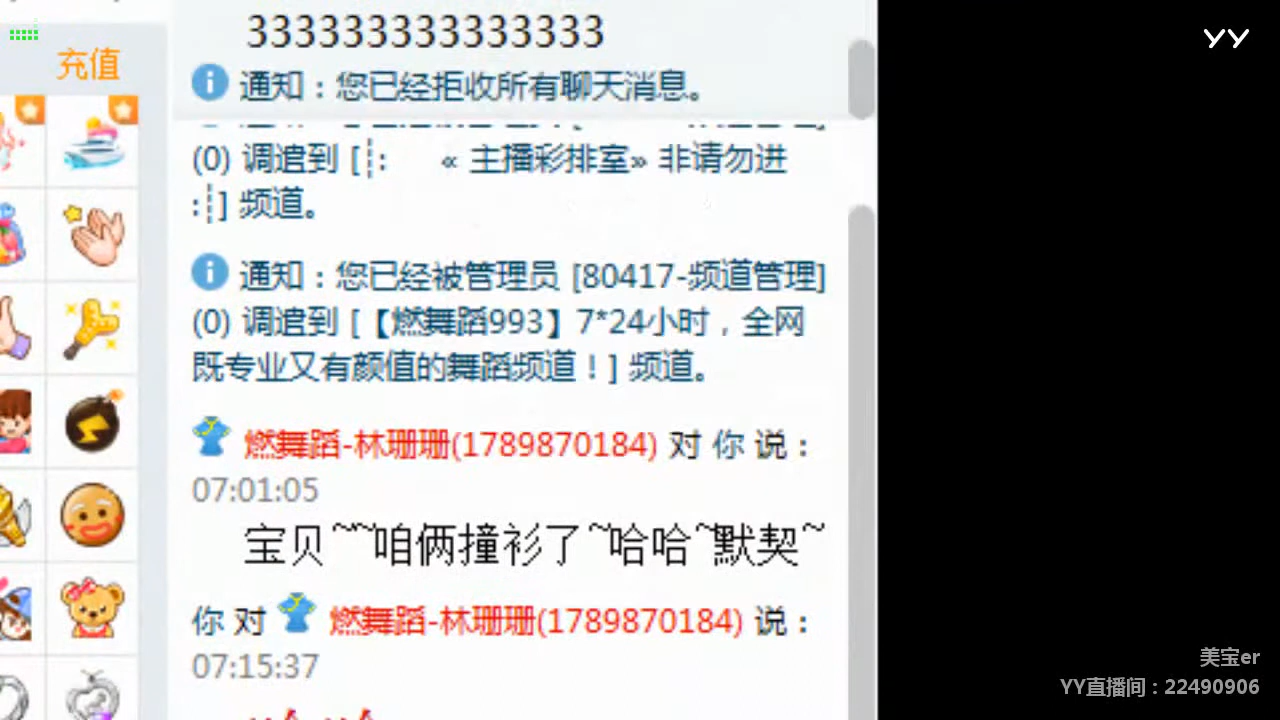 充值
333333333333333
通知：您已经拒收所有聊天消息。
(0) 调遣到 [┊:　« 主播彩排室» 非请勿进
:┊] 频道。
通知：您已经被管理员 [80417-频道管理]
(0) 调遣到 [【燃舞蹈993】7*24小时，全网
既专业又有颜值的舞蹈频道！] 频道。
燃舞蹈-林珊珊(1789870184) 对 你 说：
07:01:05
宝贝~~咱俩撞衫了~哈哈~默契~
你 对 燃舞蹈-林珊珊(1789870184) 说：
07:15:37
YY
美宝er
YY直播间：22490906